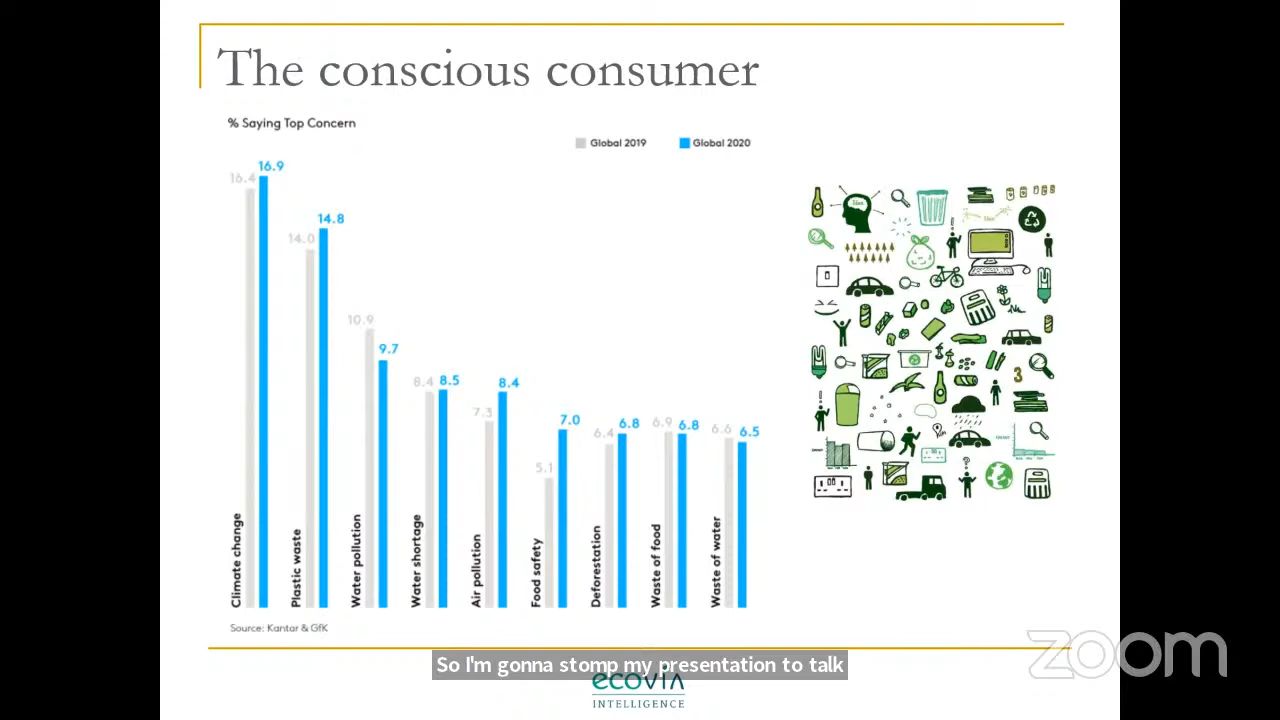 The conscious consumer
% Saying Top Concern
Global 2019
Global 2020
16.4
16.9
14.0
14.8
10.9
9.7
8.4
8.5
7.3
8.4
5.1
7.0
6.4
6.8
6.9
6.8
6.6
6.5
Climate change
Plastic waste
Water pollution
Water shortage
Air pollution
Food safety
Deforestation
Waste of food
Waste of water
3
Source: Kantar & GfK
zoom
So I'm gonna stomp my presentation to talk
ecovia
INTELLIGENCE